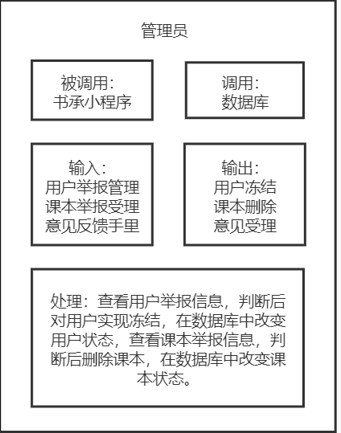 管理员
被调用：
书承小程序
调用：
数据库
输入：
用户举报管理
课本举报受理
意见反馈手里
输出：
用户冻结
课本删除
意见受理
处理：查看用户举报信息，判断后
对用户实现冻结，在数据库中改变
用户状态，查看课本举报信息，判
断后删除课本，在数据库中改变课
本状态。